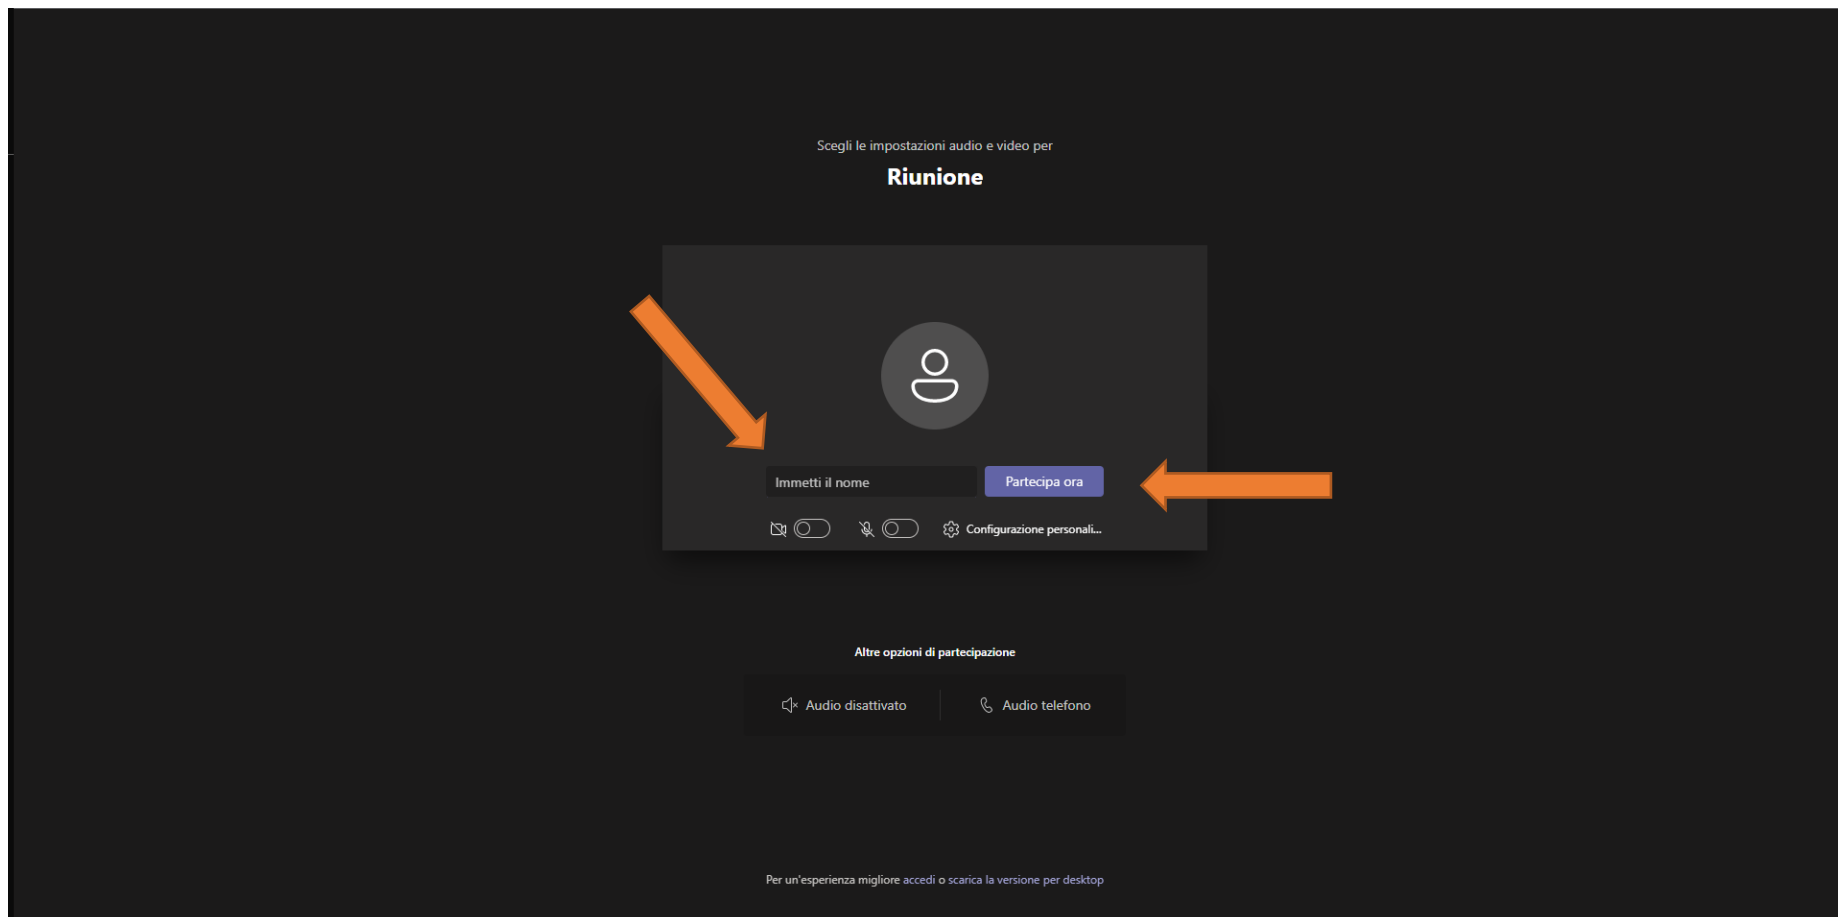 Scegli le impostazioni audio e video per
Riunione
Immetti il nome
Partecipa ora
Configurazione personali...
Altre opzioni di partecipazione
Audio disattivato
Audio telefono
Per un'esperienza migliore accedi o scarica la versione per desktop